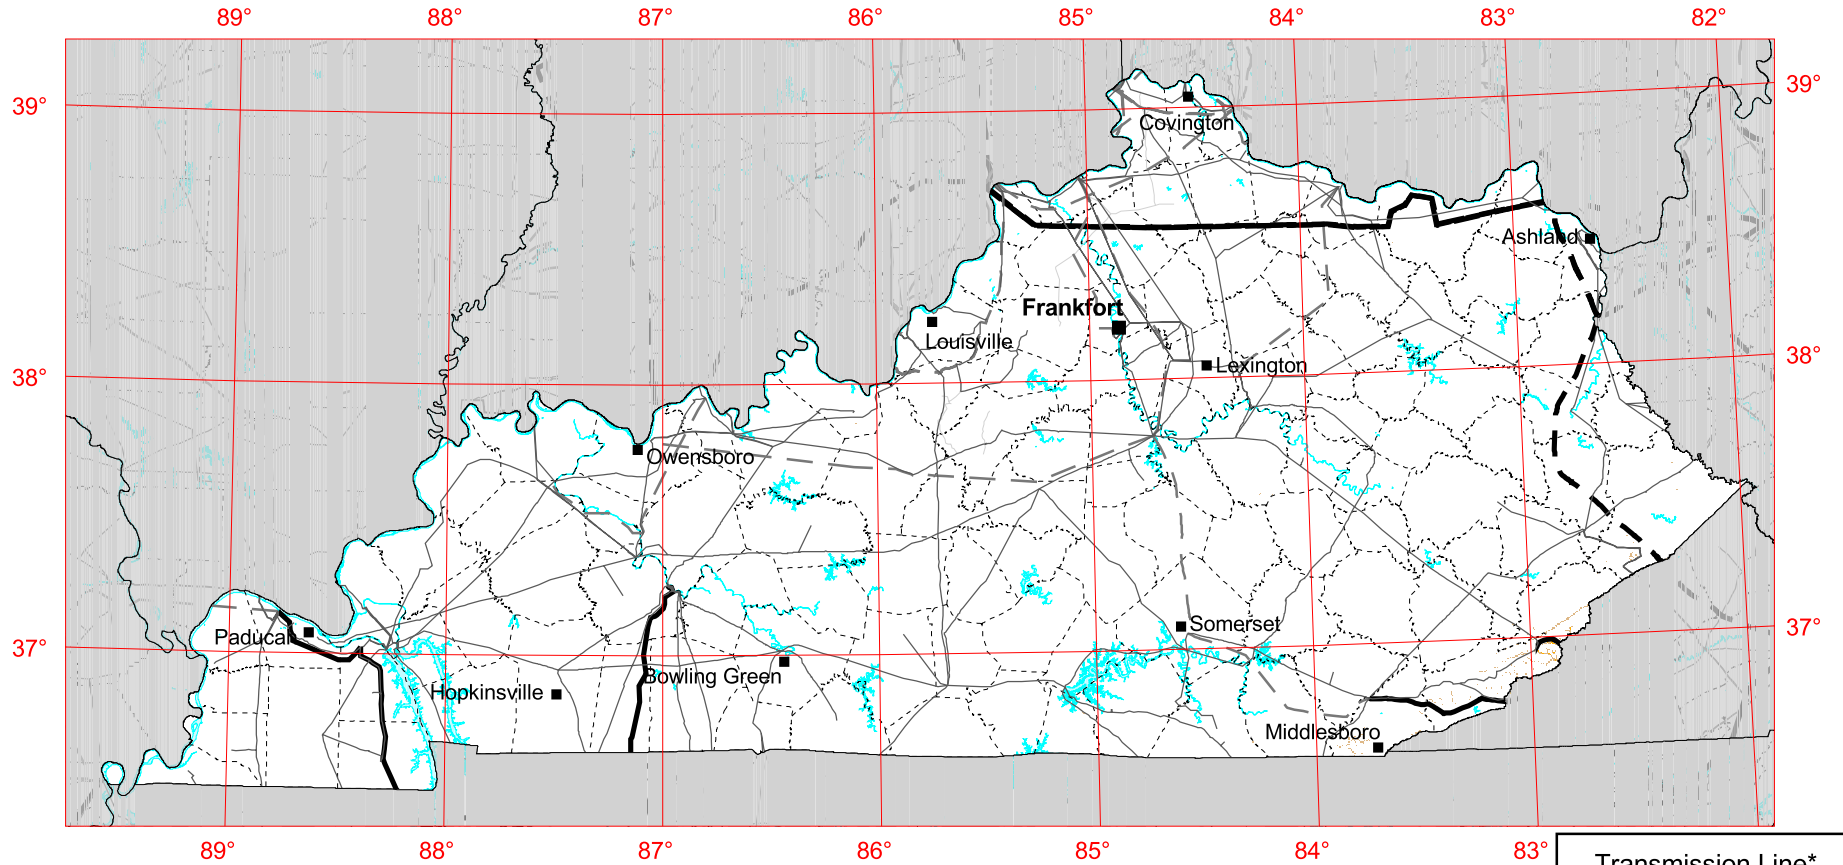 89° 88° 87° 86° 85° 84° 83° 82°
39° 39°
Covington
Ashland
Frankfort
Louisville
Lexington
38° 38°
Owensboro
Somerset
37° Paducah 37°
Bowling Green
Hopkinsville
Middlesboro
89° 88° 87° 86° 85° 84° 83°
Transmission Line*